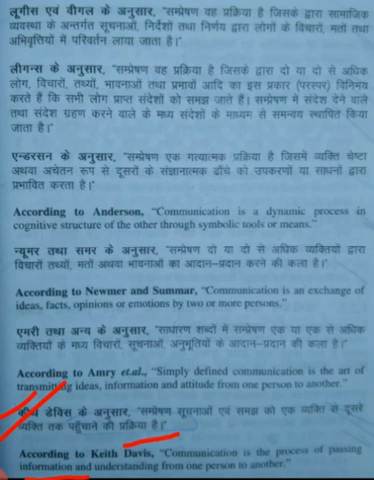 लूगीस एवं वीगल के अनुसार, "सम्प्रेषण वह प्रक्रिया है जिसके द्वारा सामाजिक
व्यवस्था के अन्तर्गत सूचनाओं, निर्देशों तथा निर्णय द्वारा लोगों के विचारों, मतों तथा
अभिवृत्तियों में परिवर्तन लाया जाता है।"
लीगन्स के अनुसार, "सम्प्रेषण वह प्रक्रिया है जिसके द्वारा दो या दो से अधिक
लोग, विचारों, तथ्यों, भावनाओं तथा प्रभावों आदि का इस प्रकार (परस्पर) विनिमय
करते हैं कि सभी लोग प्राप्त संदेशों को समझ जाते हैं। सम्प्रेषण में संदेश देने वाले
तथा संदेश ग्रहण करने वाले के मध्य संदेशों के माध्यम से समन्वय स्थापित किया
जाता है।"
एन्डरसन के अनुसार, "सम्प्रेषण एक गत्यात्मक प्रक्रिया है जिसमें व्यक्ति चेष्टा
अथवा अचेतन रूप से दूसरों के संज्ञानात्मक ढाँचे को उपकरणों या साधनों द्वारा
प्रभावित करता है।"
According to Anderson, "Communication is a dynamic process in
cognitive structure of the other through symbolic tools or means."
न्यूमर तथा समर के अनुसार, "सम्प्रेषण दो या दो से अधिक व्यक्तियों द्वारा
विचारों तथ्यों, मतों अथवा भावनाओं का आदान-प्रदान करने की कला है।"
According to Newmer and Summar, "Communication is an exchange of
ideas, facts, opinions or emotions by two or more persons."
एमरी तथा अन्य के अनुसार, "साधारण शब्दों में सम्प्रेषण एक या एक से अधिक
व्यक्तियों के मध्य विचारों, सूचनाओं, अनुभूतियों के आदान-प्रदान की कला है।"
According to Amry et.al., "Simply defined communication is the art of
transmitting ideas, information and attitude from one person to another."
कीथ डेविस के अनुसार, "सम्प्रेषण सूचनाओं एवं समझ को एक व्यक्ति से दूसरे
व्यक्ति तक पहुँचाने की प्रक्रिया है।"
According to Keith Davis, "Communication is the process of passing
information and understanding from one person to another."